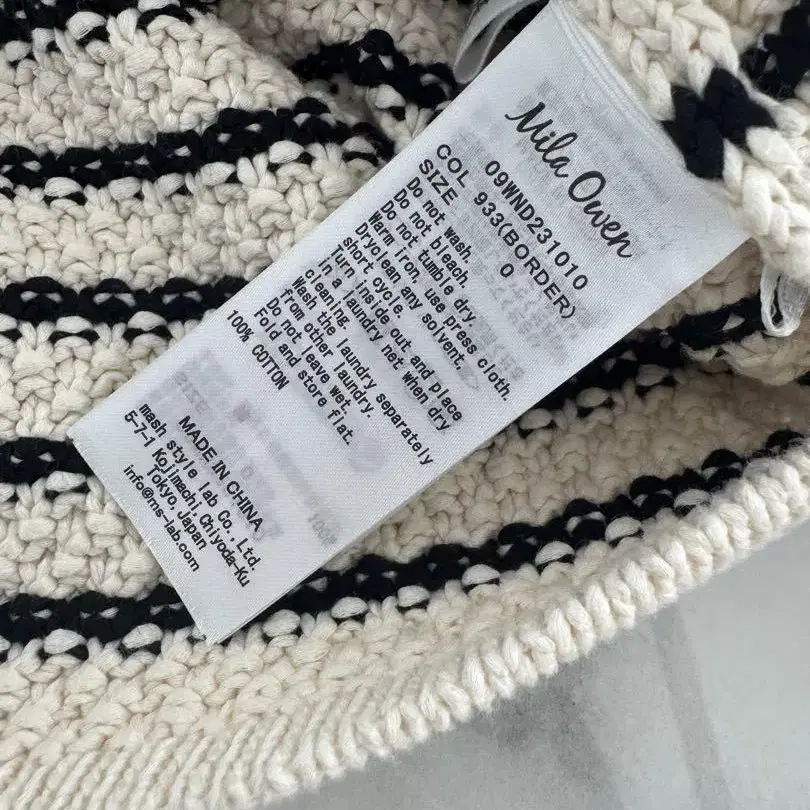 Mila Owen
09WND231010
COL 933(BORDER)
SIZE 0
Do not wash.
Do not bleach.
Do not tumble dry.
Warm iron, use press cloth.
Dryclean any solvent,
short cycle.
Turn inside out and place
in a laundry net when dry
cleaning.
Wash the laundry separately
from other laundry.
Do not leave wet.
Fold and store flat.
100% COTTON
MADE IN CHINA
mash style lab Co., Ltd.
5-7-1 Kojimachi, Chiyoda-Ku
Tokyo, Japan
info@ms-lab.com